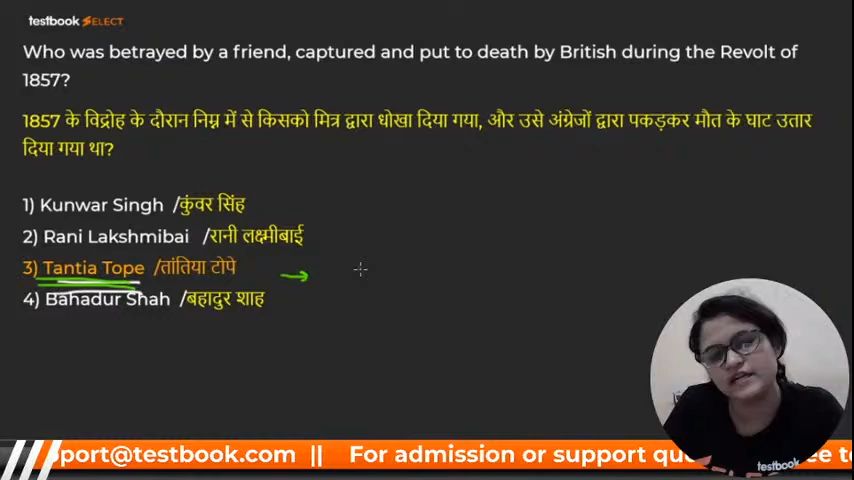 testbook SELECT
Who was betrayed by a friend, captured and put to death by British during the Revolt of
1857?
1857 के विद्रोह के दौरान निम्न में से किसको मित्र द्वारा धोखा दिया गया, और उसे अंग्रेजों द्वारा पकड़कर मौत के घाट उतार
दिया गया था?
1) Kunwar Singh /कुंवर सिंह
2) Rani Lakshmibai /रानी लक्ष्मीबाई
3) Tantia Tope /तांतिया टोपे
4) Bahadur Shah /बहादुर शाह
testbook
port@testbook.com || For admission or support que